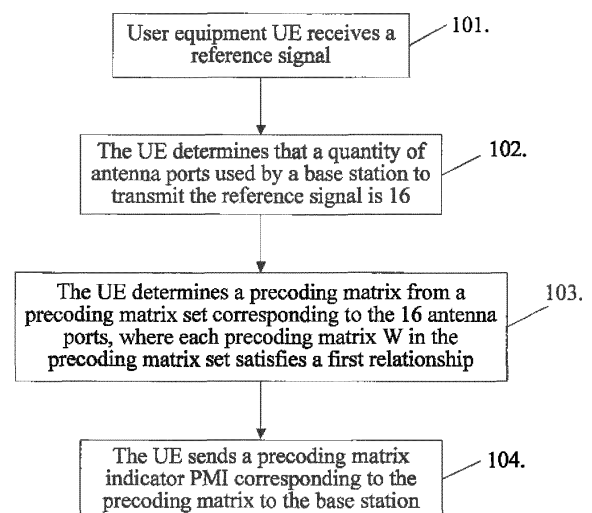 User equipment UE receives a
reference signal
101.
The UE determines that a quantity of
antenna ports used by a base station to
transmit the reference signal is 16
102.
The UE determines a precoding matrix from a
precoding matrix set corresponding to the 16 antenna
ports, where each precoding matrix W in the
precoding matrix set satisfies a first relationship
103.
The UE sends a precoding matrix
indicator PMI corresponding to the
precoding matrix to the base station
104.